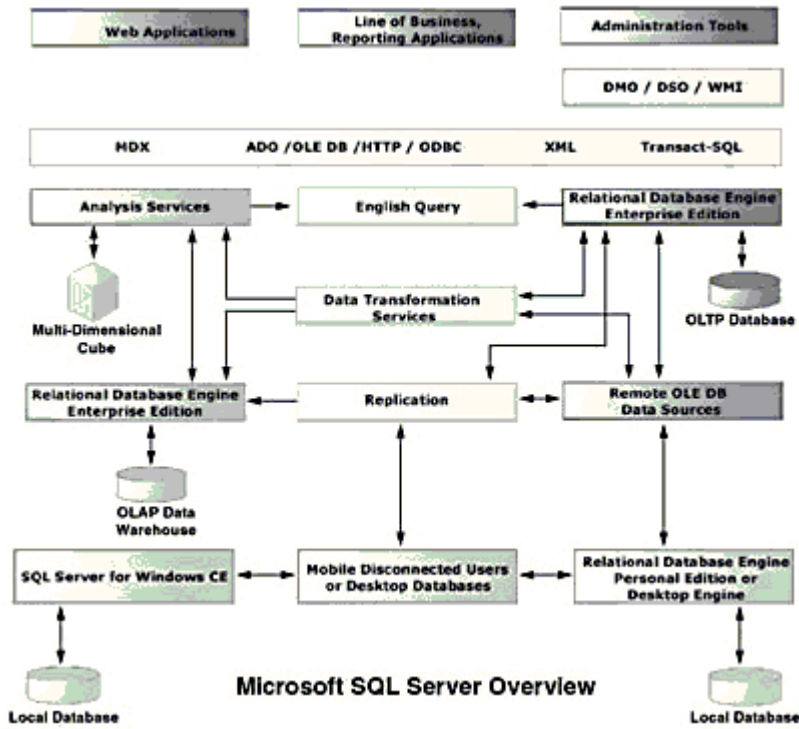 Web Applications
Line of Business,
Reporting Applications
Administration Tools
DMO / DSO / WMI
MDX
ADO /OLE DB /HTTP / ODBC
XML
Transact-SQL
Analysis Services
English Query
Relational Database Engine
Enterprise Edition
Multi-Dimensional
Cube
Data Transformation
Services
OLTP Database
Relational Database Engine
Enterprise Edition
Replication
Remote OLE DB
Data Sources
OLAP Data
Warehouse
SQL Server for Windows CE
Mobile Disconnected Users
or Desktop Databases
Relational Database Engine
Personal Edition or
Desktop Engine
Local Database
Microsoft SQL Server Overview
Local Database